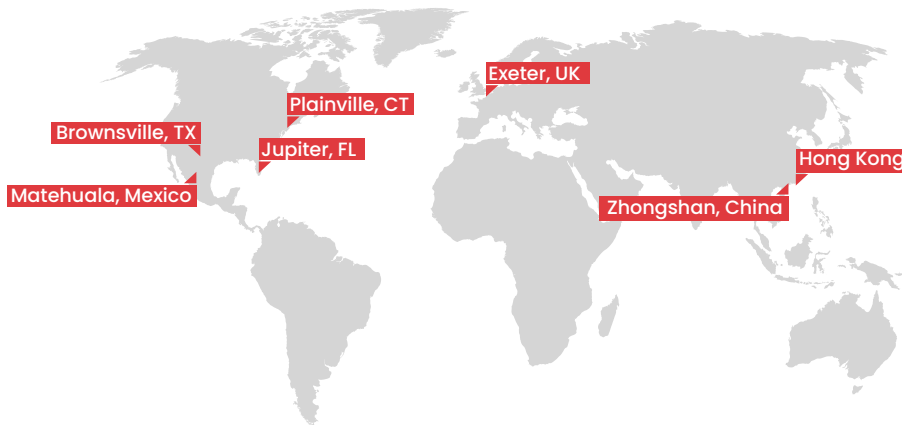 Exeter, UK
Plainville, CT
Brownsville, TX
Jupiter, FL
Hong Kong
Matehuala, Mexico
Zhongshan, China